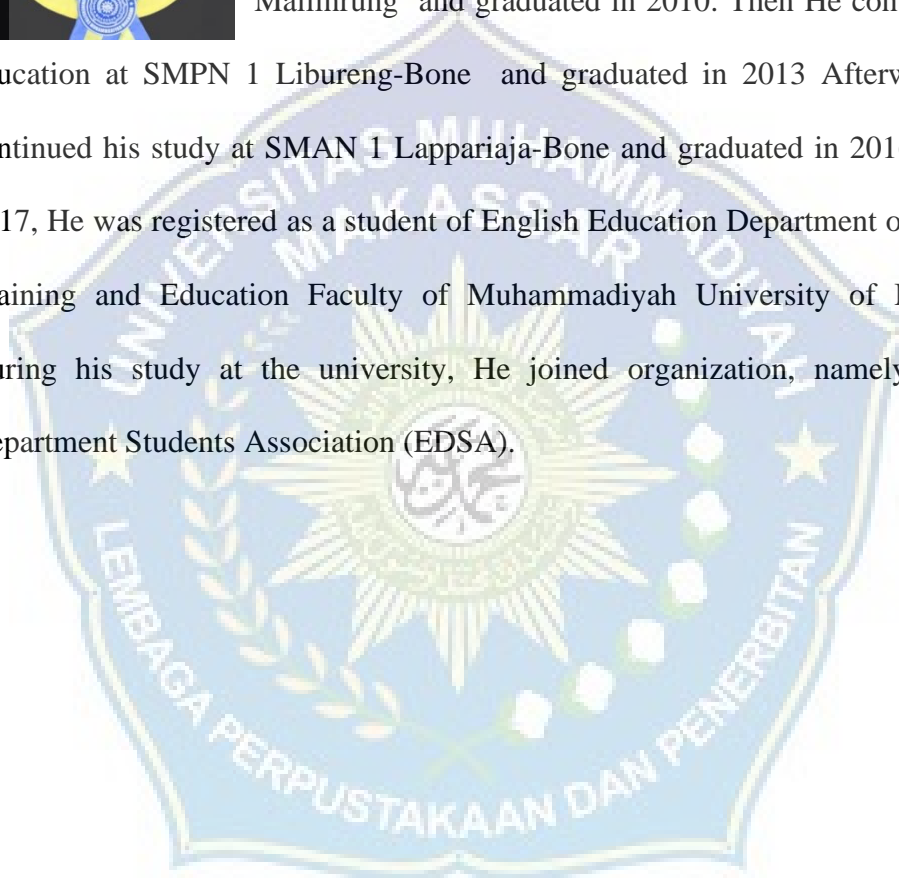 Malimrung and graduated in 2010. Then He con
ucation at SMPN 1 Libureng-Bone and graduated in 2013 Afterw
ntinued his study at SMAN 1 Lappariaja-Bone and graduated in 201
17, He was registered as a student of English Education Department o
aining and Education Faculty of Muhammadiyah University of
uring his study at the university, He joined organization, namely
epartment Students Association (EDSA).
UNIVERSITAS MUHAMMADIYAH
MAKASSAR
LEMBAGA PERPUSTAKAAN DAN PENERBITAN